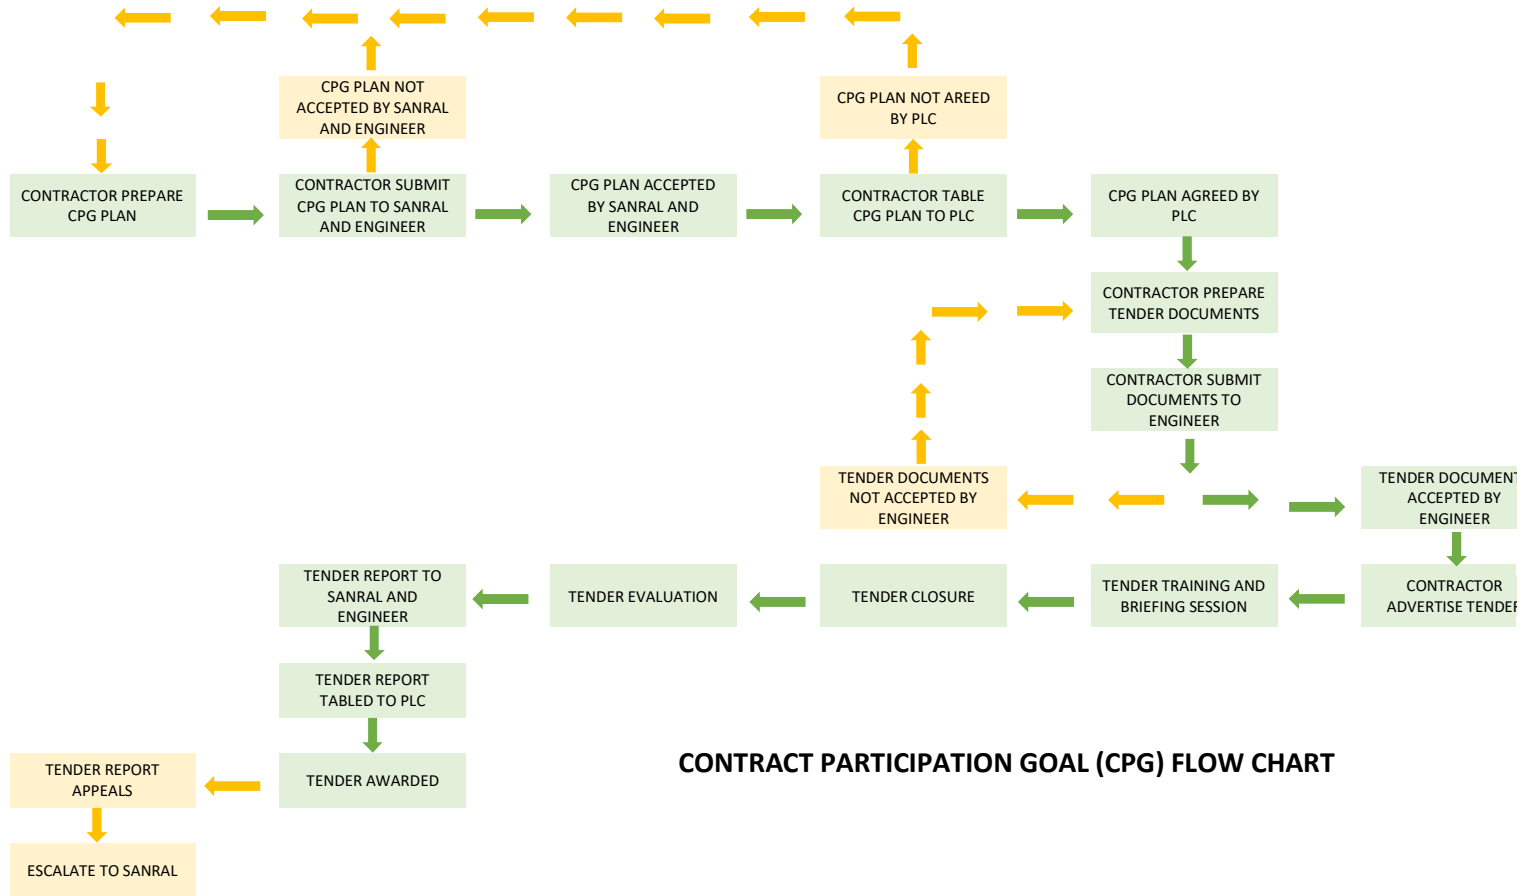 CPG PLAN NOT
ACCEPTED BY SANRAL
AND ENGINEER
CPG PLAN NOT AREED
BY PLC
CONTRACTOR PREPARE
CPG PLAN
CONTRACTOR SUBMIT
CPG PLAN TO SANRAL
AND ENGINEER
CPG PLAN ACCEPTED
BY SANRAL AND
ENGINEER
CONTRACTOR TABLE
CPG PLAN TO PLC
CPG PLAN AGREED BY
PLC
CONTRACTOR PREPARE
TENDER DOCUMENTS
CONTRACTOR SUBMIT
DOCUMENTS TO
ENGINEER
TENDER DOCUMENTS
NOT ACCEPTED BY
ENGINEER
TENDER DOCUMENT
ACCEPTED BY
ENGINEER
TENDER REPORT TO
SANRAL AND
ENGINEER
TENDER EVALUATION
TENDER CLOSURE
TENDER TRAINING AND
BRIEFING SESSION
CONTRACTOR
ADVERTISE TENDER
TENDER REPORT
TABLED TO PLC
TENDER REPORT
APPEALS
TENDER AWARDED
CONTRACT PARTICIPATION GOAL (CPG) FLOW CHART
ESCALATE TO SANRAL